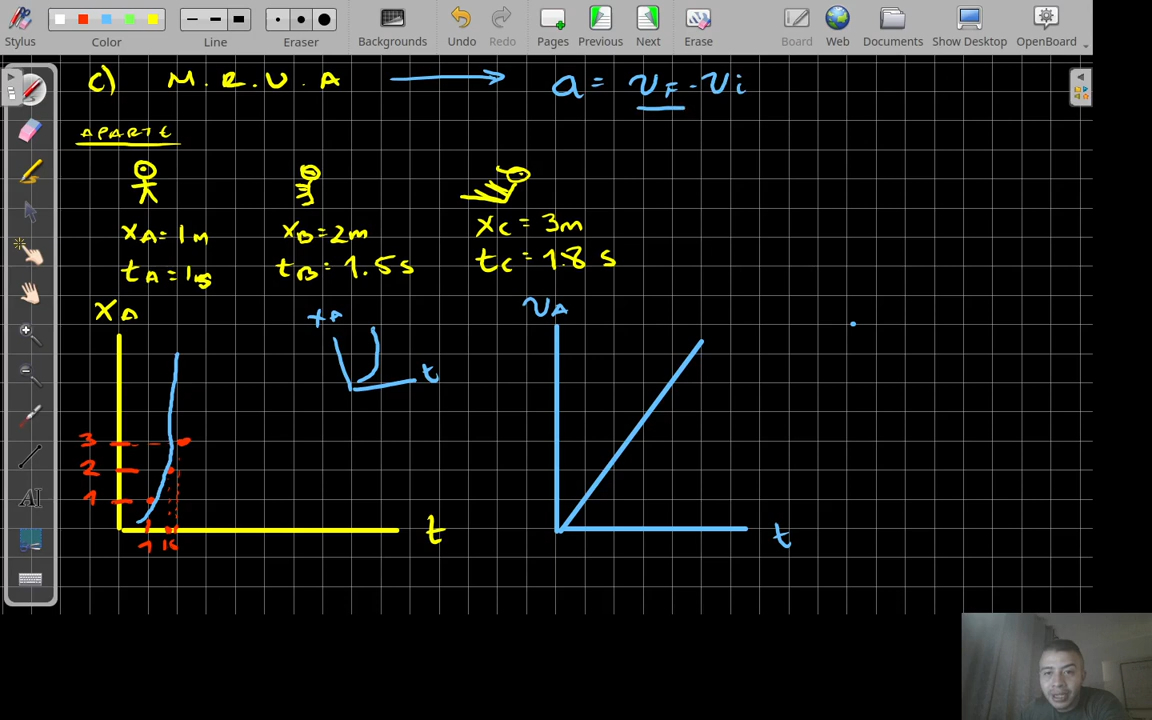 Stylus Color Line Eraser Backgrounds Undo Redo Pages Previous Next Erase Board Web Documents Show Desktop OpenBoard
c) M.R.U.A a = vF - vi
APARTE
xA = 1m xB = 2m xC = 3m
tA = 1s tB = 1.5s tC = 1.8 s
XA xA vA
t
3
2
1
t t
1